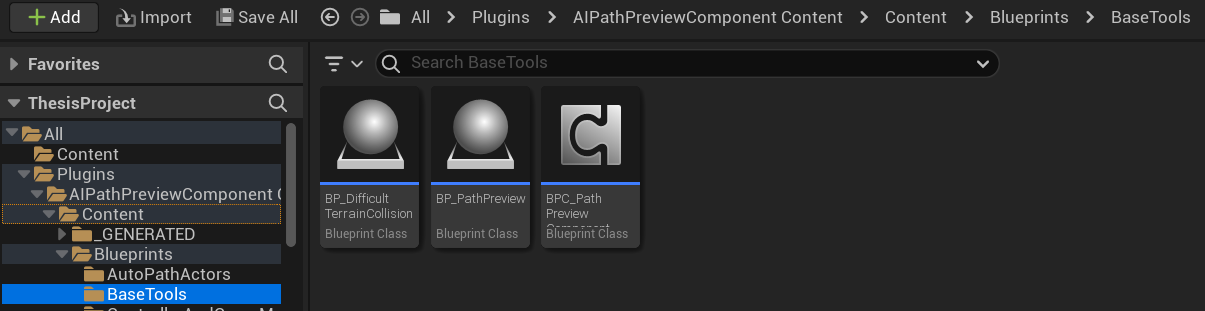 Add Import Save All All > Plugins > AIPathPreviewComponent Content > Content > Blueprints > BaseTools
Favorites
ThesisProject
All
Content
Plugins
AIPathPreviewComponent C
Content
_GENERATED
Blueprints
AutoPathActors
BaseTools
Search BaseTools
BP_Difficult
TerrainCollision
Blueprint Class
BP_PathPreview
Blueprint Class
BPC_Path
Preview
Component
Blueprint Class